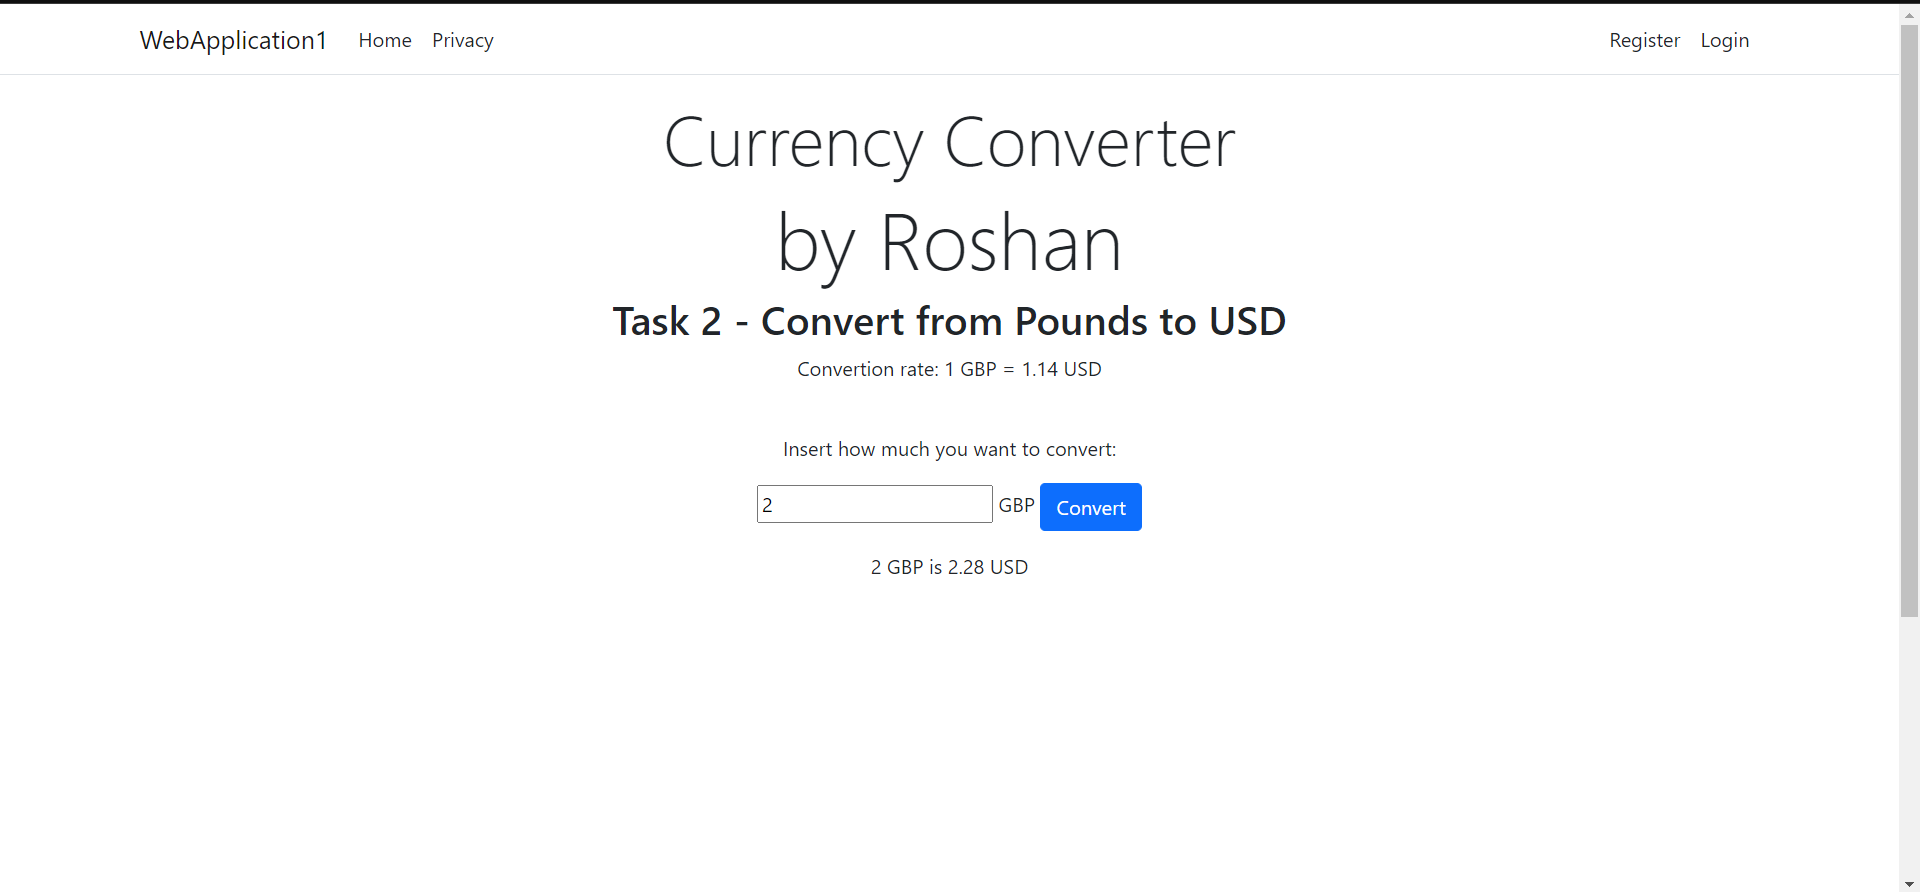 WebApplication1 Home Privacy Register Login
Currency Converter
by Roshan
Task 2 - Convert from Pounds to USD
Convertion rate: 1 GBP = 1.14 USD
Insert how much you want to convert:
2 GBP Convert
2 GBP is 2.28 USD